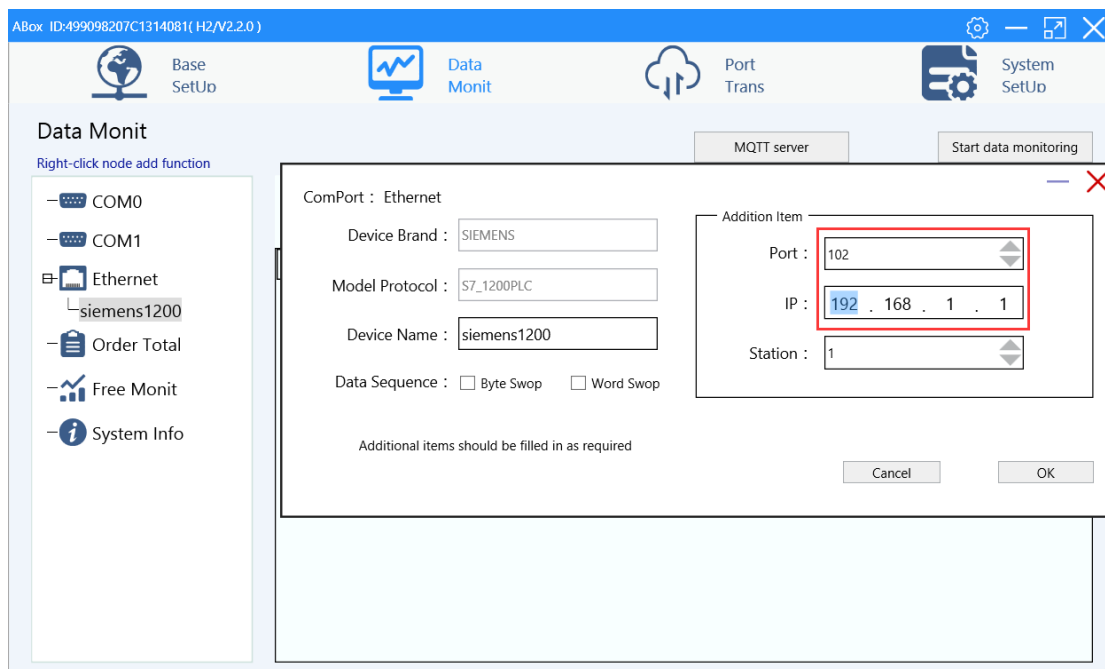 ABox ID:499098207C1314081( H2/V2.2.0 )
Base
SetUp
Data
Monit
Port
Trans
System
SetUp
Data Monit
Right-click node add function
MQTT server
Start data monitoring
COM0
COM1
Ethernet
siemens1200
Order Total
Free Monit
System Info
ComPort : Ethernet
Device Brand : SIEMENS
Model Protocol : S7_1200PLC
Device Name : siemens1200
Data Sequence : Byte Swop Word Swop
Additional items should be filled in as required
Addition Item
Port : 102
IP : 192 . 168 . 1 . 1
Station : 1
Cancel
OK